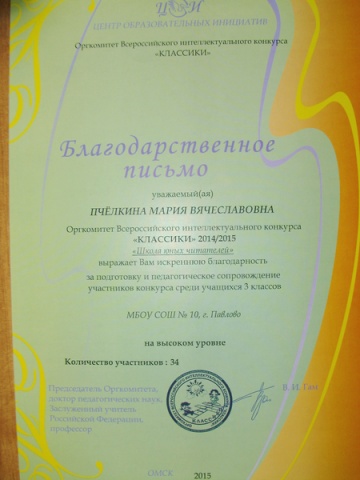 ЦОИ
ЦЕНТР ОБРАЗОВАТЕЛЬНЫХ ИНИЦИАТИВ
Оргкомитет Всероссийского интеллектуального конкурса
«КЛАССИКИ»
Благодарственное
письмо
уважаемый(ая)
ПЧЁЛКИНА МАРИЯ ВЯЧЕСЛАВОВНА
Оргкомитет Всероссийского интеллектуального конкурса
«КЛАССИКИ» 2014/2015
«Школа юных читателей»
выражает Вам искреннюю благодарность
за подготовку и педагогическое сопровождение
участников конкурса среди учащихся 3 классов
МБОУ СОШ № 10, г. Павлово
на высоком уровне
Количество участников : 34
Председатель Оргкомитета,
доктор педагогических наук,
Заслуженный учитель
Российской Федерации,
профессор
В. И. Гам
КЛАССИКИ
ОМСК 2015